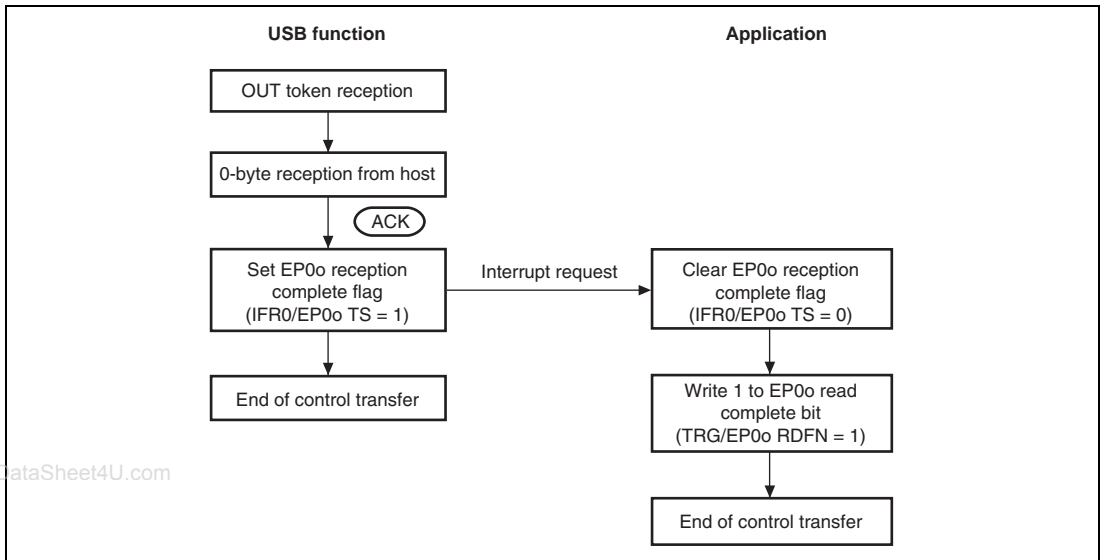 USB function
Application
OUT token reception
0-byte reception from host
ACK
Set EP0o reception
complete flag
(IFR0/EP0o TS = 1)
Interrupt request
Clear EP0o reception
complete flag
(IFR0/EP0o TS = 0)
End of control transfer
Write 1 to EP0o read
complete bit
(TRG/EP0o RDFN = 1)
End of control transfer
DataSheet4U.com